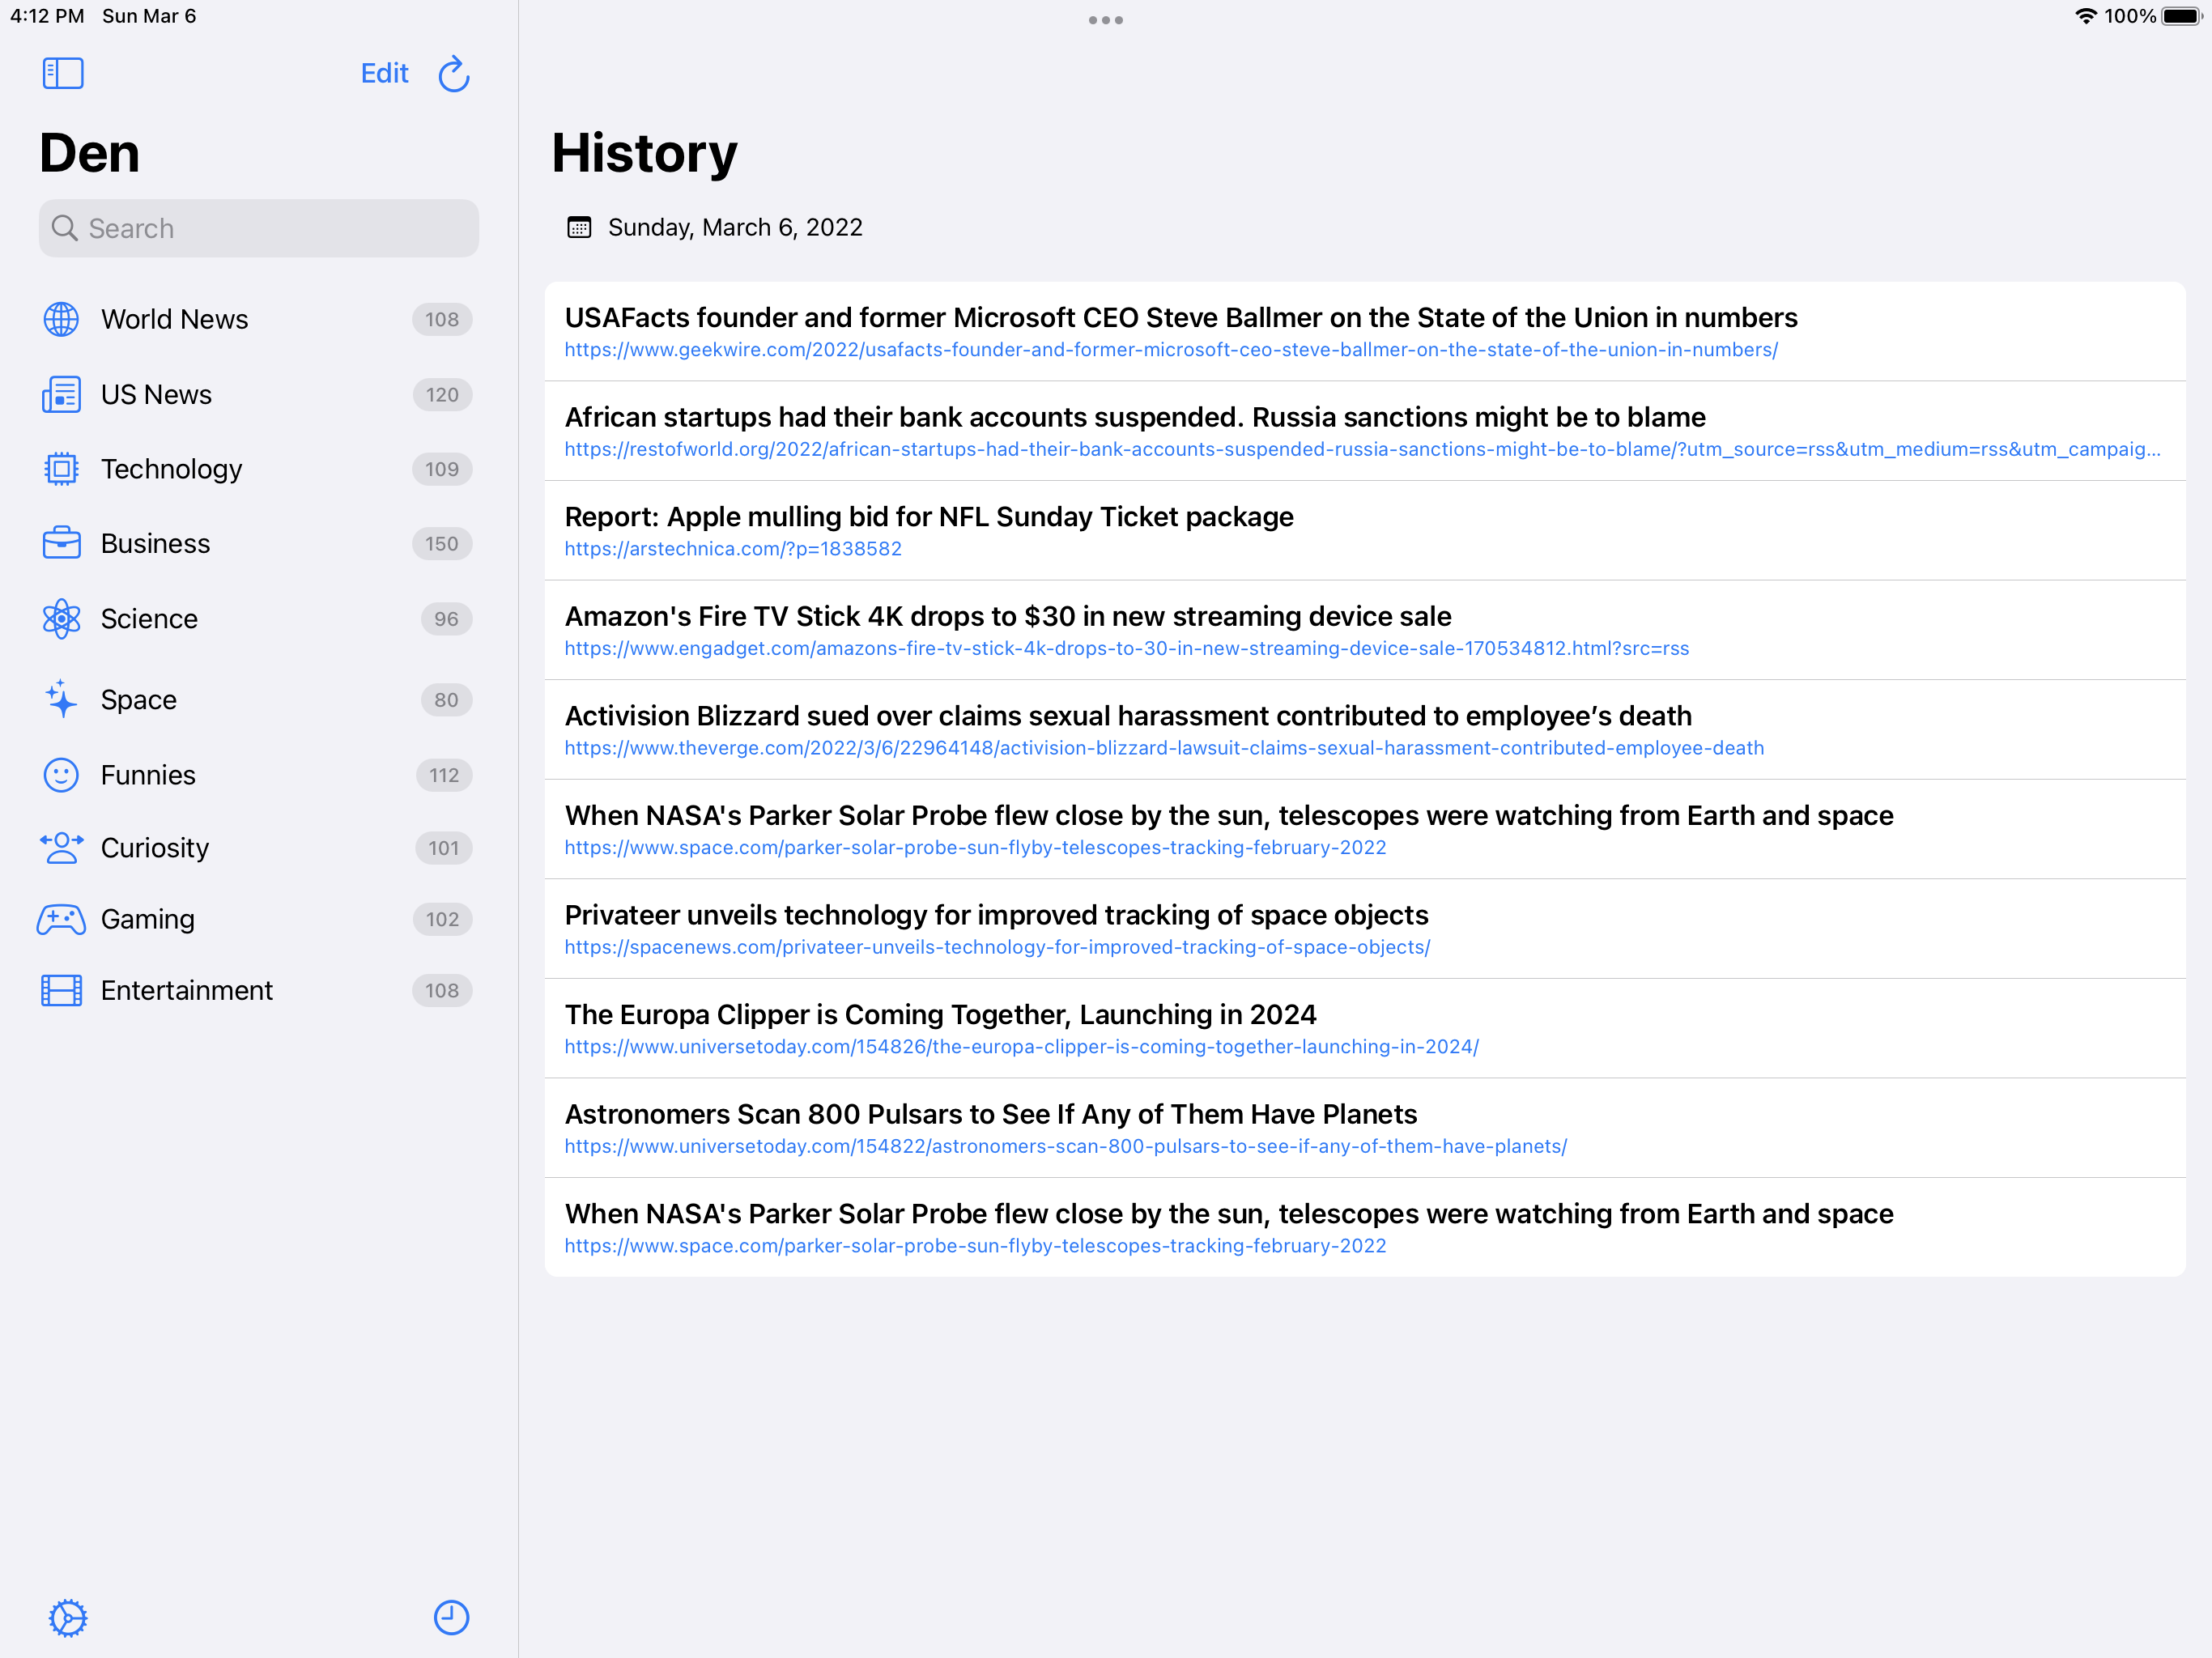 4:12 PM Sun Mar 6
100%
Edit
Den
Search
World News 108
US News 120
Technology 109
Business 150
Science 96
Space 80
Funnies 112
Curiosity 101
Gaming 102
Entertainment 108
History
Sunday, March 6, 2022
USAFacts founder and former Microsoft CEO Steve Ballmer on the State of the Union in numbers
https://www.geekwire.com/2022/usafacts-founder-and-former-microsoft-ceo-steve-ballmer-on-the-state-of-the-union-in-numbers/
African startups had their bank accounts suspended. Russia sanctions might be to blame
https://restofworld.org/2022/african-startups-had-their-bank-accounts-suspended-russia-sanctions-might-be-to-blame/?utm_source=rss&utm_medium=rss&utm_campaig...
Report: Apple mulling bid for NFL Sunday Ticket package
https://arstechnica.com/?p=1838582
Amazon's Fire TV Stick 4K drops to $30 in new streaming device sale
https://www.engadget.com/amazons-fire-tv-stick-4k-drops-to-30-in-new-streaming-device-sale-170534812.html?src=rss
Activision Blizzard sued over claims sexual harassment contributed to employee’s death
https://www.theverge.com/2022/3/6/22964148/activision-blizzard-lawsuit-claims-sexual-harassment-contributed-employee-death
When NASA's Parker Solar Probe flew close by the sun, telescopes were watching from Earth and space
https://www.space.com/parker-solar-probe-sun-flyby-telescopes-tracking-february-2022
Privateer unveils technology for improved tracking of space objects
https://spacenews.com/privateer-unveils-technology-for-improved-tracking-of-space-objects/
The Europa Clipper is Coming Together, Launching in 2024
https://www.universetoday.com/154826/the-europa-clipper-is-coming-together-launching-in-2024/
Astronomers Scan 800 Pulsars to See If Any of Them Have Planets
https://www.universetoday.com/154822/astronomers-scan-800-pulsars-to-see-if-any-of-them-have-planets/
When NASA's Parker Solar Probe flew close by the sun, telescopes were watching from Earth and space
https://www.space.com/parker-solar-probe-sun-flyby-telescopes-tracking-february-2022